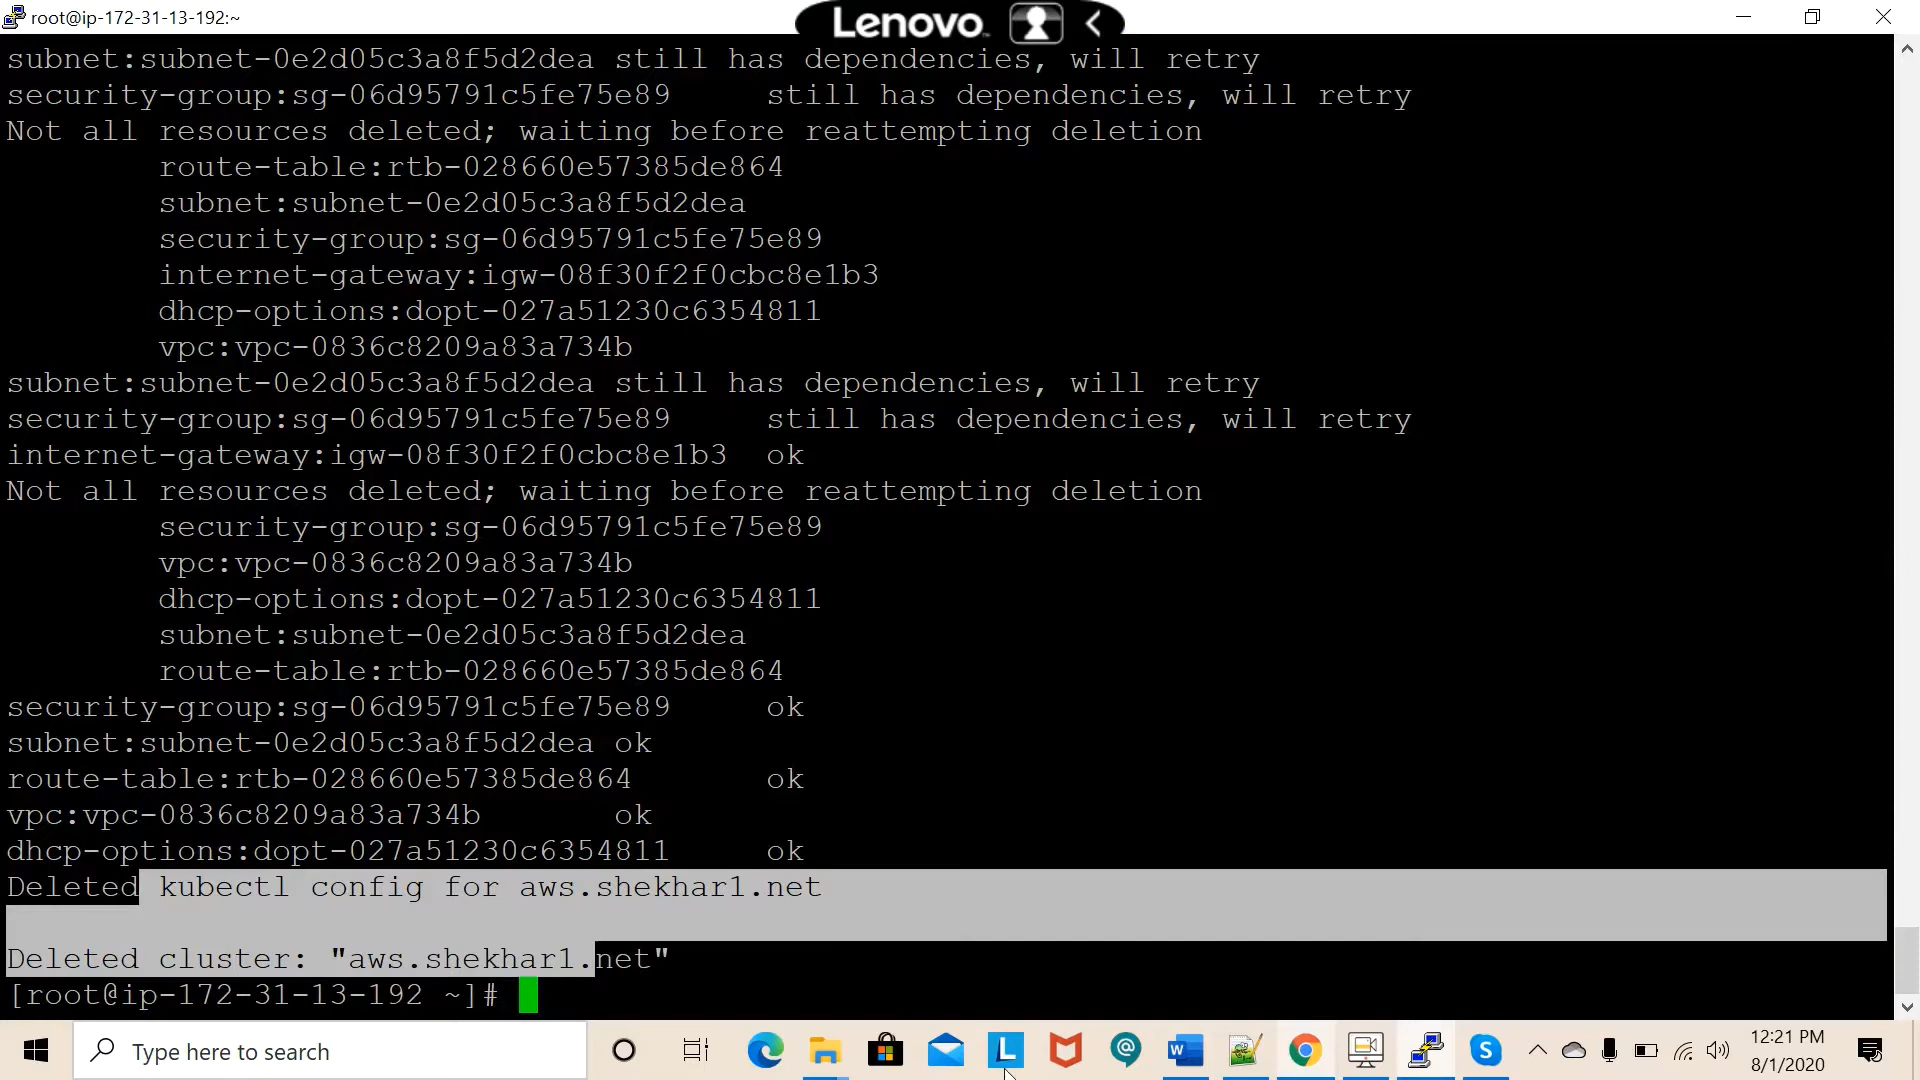 root@ip-172-31-13-192:~
Lenovo
subnet:subnet-0e2d05c3a8f5d2dea still has dependencies, will retry
security-group:sg-06d95791c5fe75e89     still has dependencies, will retry
Not all resources deleted; waiting before reattempting deletion
        route-table:rtb-028660e57385de864
        subnet:subnet-0e2d05c3a8f5d2dea
        security-group:sg-06d95791c5fe75e89
        internet-gateway:igw-08f30f2f0cbc8e1b3
        dhcp-options:dopt-027a51230c6354811
        vpc:vpc-0836c8209a83a734b
subnet:subnet-0e2d05c3a8f5d2dea still has dependencies, will retry
security-group:sg-06d95791c5fe75e89     still has dependencies, will retry
internet-gateway:igw-08f30f2f0cbc8e1b3  ok
Not all resources deleted; waiting before reattempting deletion
        security-group:sg-06d95791c5fe75e89
        vpc:vpc-0836c8209a83a734b
        dhcp-options:dopt-027a51230c6354811
        subnet:subnet-0e2d05c3a8f5d2dea
        route-table:rtb-028660e57385de864
security-group:sg-06d95791c5fe75e89     ok
subnet:subnet-0e2d05c3a8f5d2dea ok
route-table:rtb-028660e57385de864       ok
vpc:vpc-0836c8209a83a734b       ok
dhcp-options:dopt-027a51230c6354811     ok
Deleted kubectl config for aws.shekhar1.net
Deleted cluster: "aws.shekhar1.net"
[root@ip-172-31-13-192 ~]#
Type here to search
12:21 PM
8/1/2020